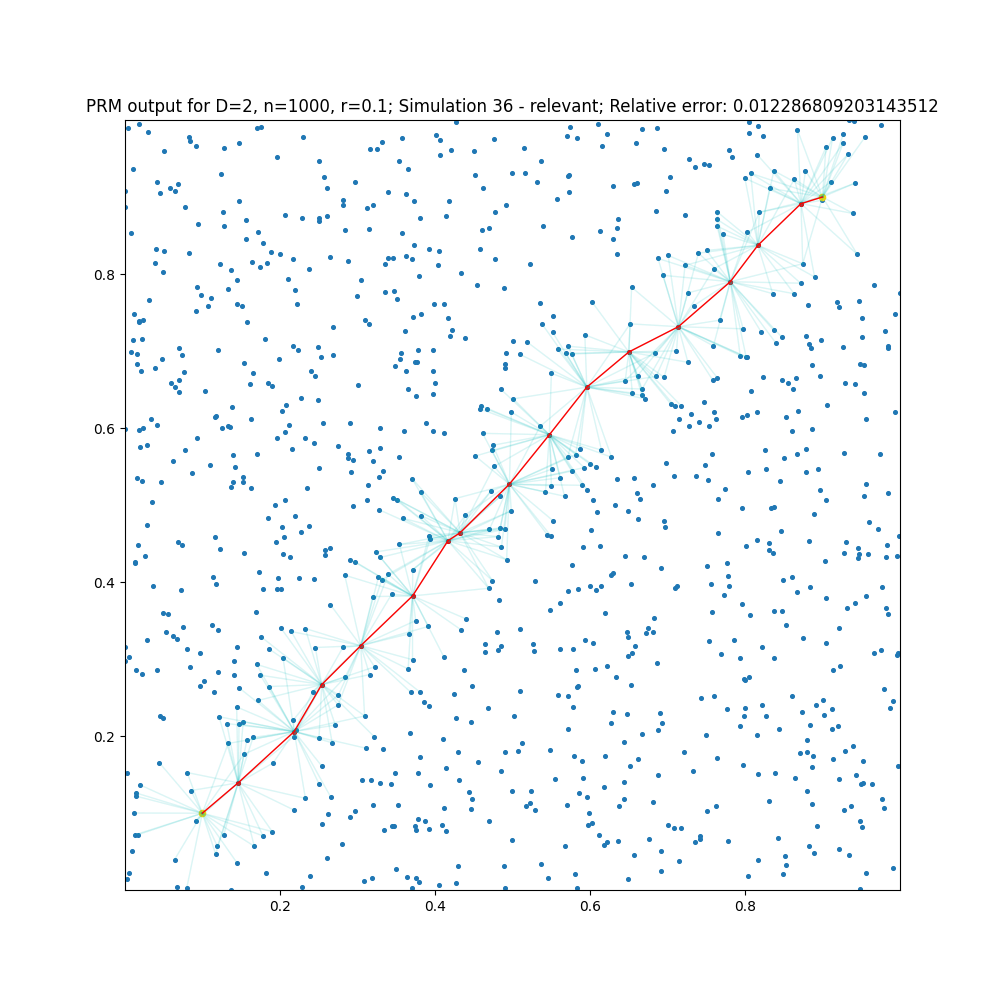 PRM output for D=2, n=1000, r=0.1; Simulation 36 - relevant; Relative error: 0.012286809203143512
0.8
0.6
0.4
0.2
0.2 0.4 0.6 0.8